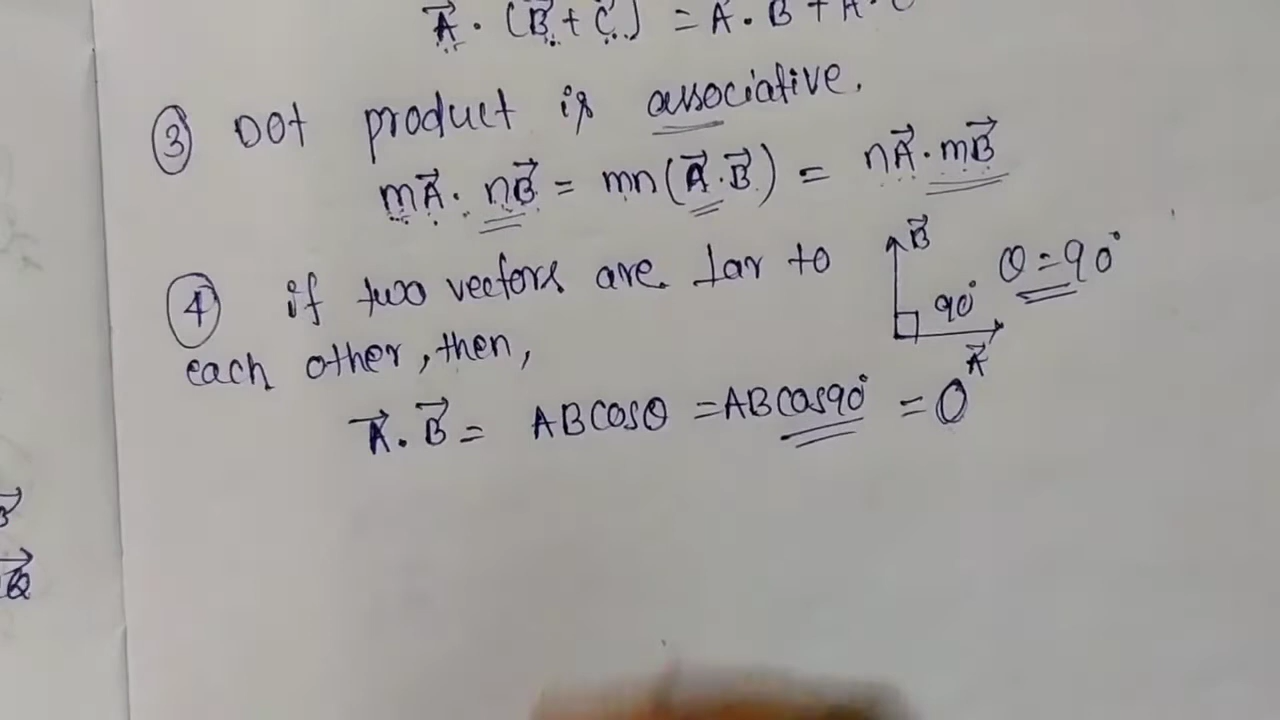 A⃗ . (B⃗ + C⃗) = A . B + A .
③ Dot product is associative.
mA⃗ . nB⃗ = mn(A⃗ . B⃗) = nA⃗ . mB⃗
④ if two vectors are ⊥ar to
each other, then,
B⃗
θ = 90°
90°
A⃗
A⃗ . B⃗ = ABcosθ = ABcos90° = 0